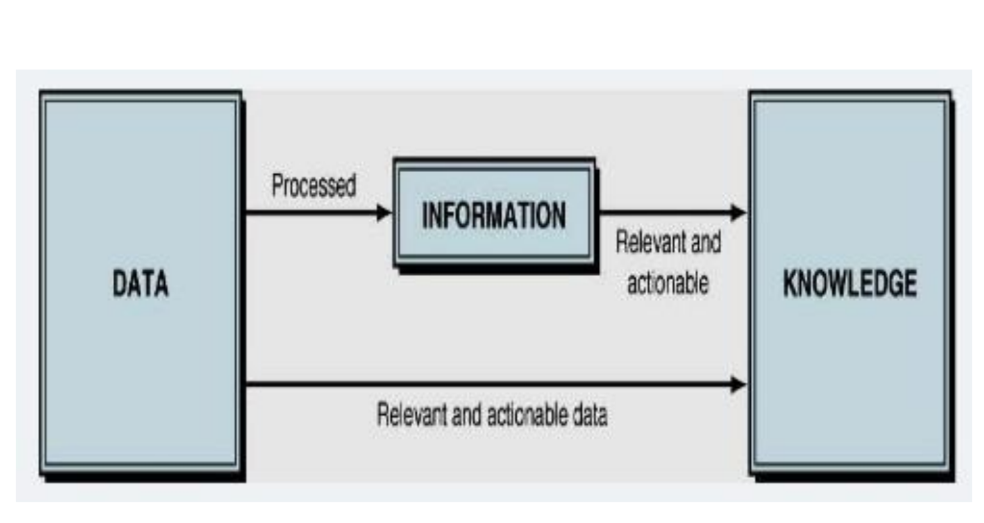 Processed
INFORMATION
Relevant and
actionable
DATA
KNOWLEDGE
Relevant and actionable data